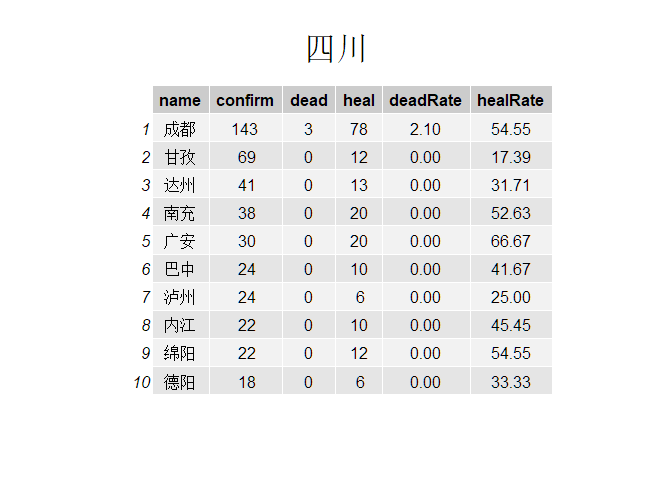 四川
name confirm dead heal deadRate healRate
1 成都 143 3 78 2.10 54.55
2 甘孜 69 0 12 0.00 17.39
3 达州 41 0 13 0.00 31.71
4 南充 38 0 20 0.00 52.63
5 广安 30 0 20 0.00 66.67
6 巴中 24 0 10 0.00 41.67
7 泸州 24 0 6 0.00 25.00
8 内江 22 0 10 0.00 45.45
9 绵阳 22 0 12 0.00 54.55
10 德阳 18 0 6 0.00 33.33